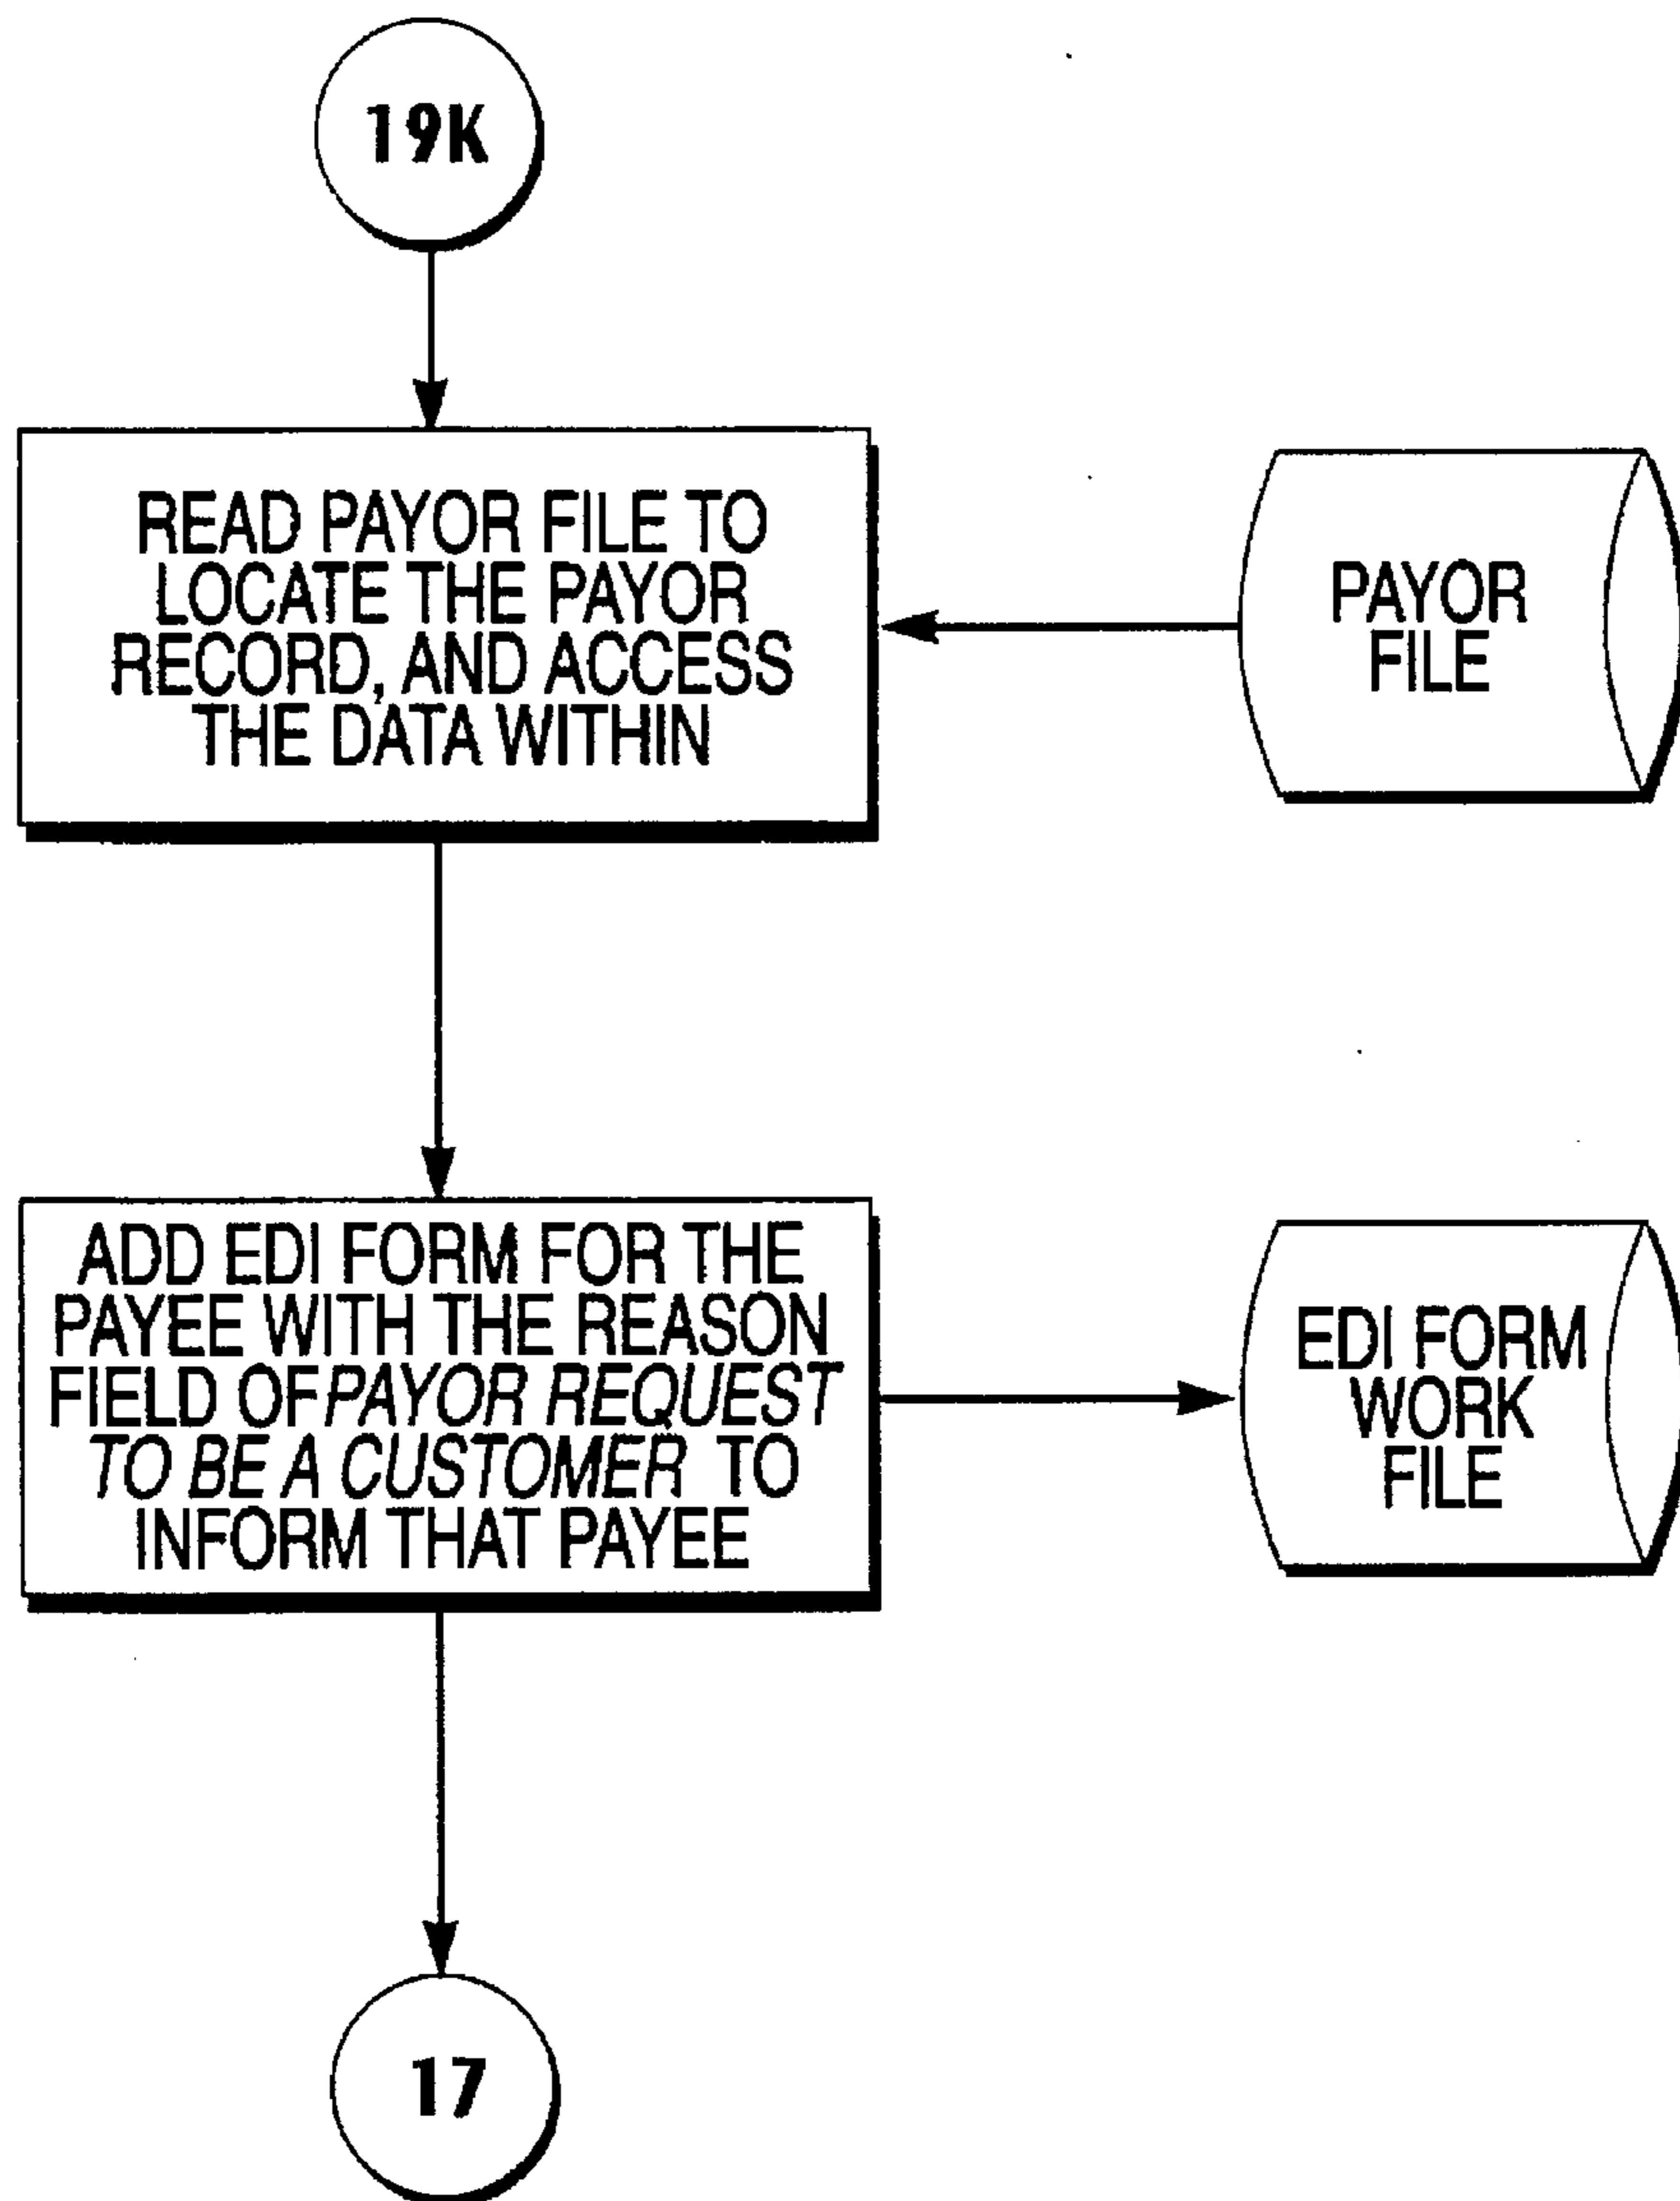 19K
READ PAYOR FILE TO
LOCATE THE PAYOR
RECORD, AND ACCESS
THE DATA WITHIN
PAYOR
FILE
ADD EDI FORM FOR THE
PAYEE WITH THE REASON
FIELD OF PAYOR REQUEST
TO BE A CUSTOMER TO
INFORM THAT PAYEE
EDI FORM
WORK
FILE
17